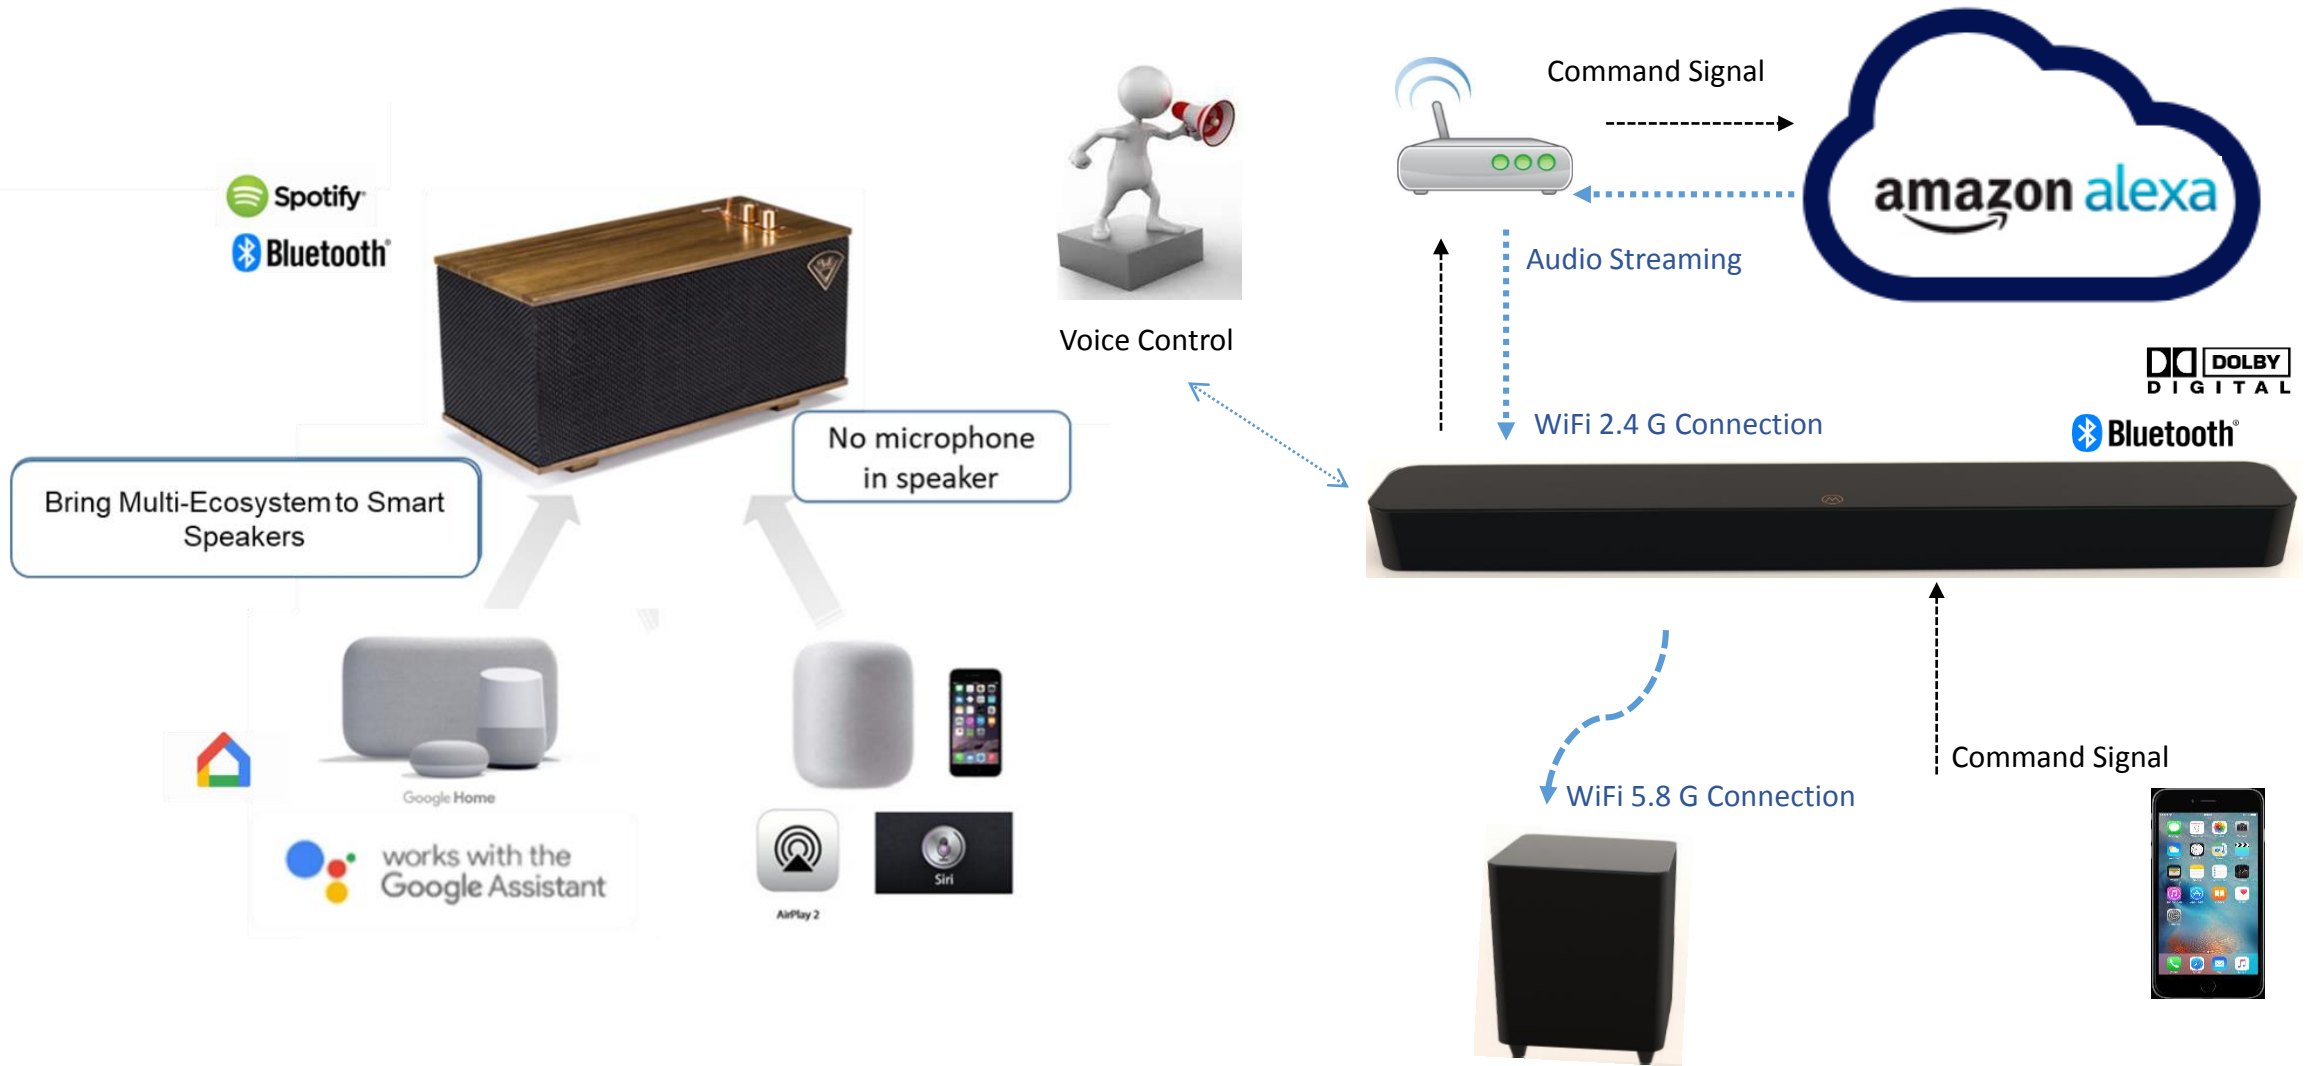 Spotify
Bluetooth
Bring Multi-Ecosystem to Smart
Speakers
No microphone
in speaker
Google Home
works with the
Google Assistant
AirPlay 2
Siri
Voice Control
Command Signal
amazon alexa
Audio Streaming
WiFi 2.4 G Connection
DOLBY
DIGITAL
Bluetooth
WiFi 5.8 G Connection
Command Signal